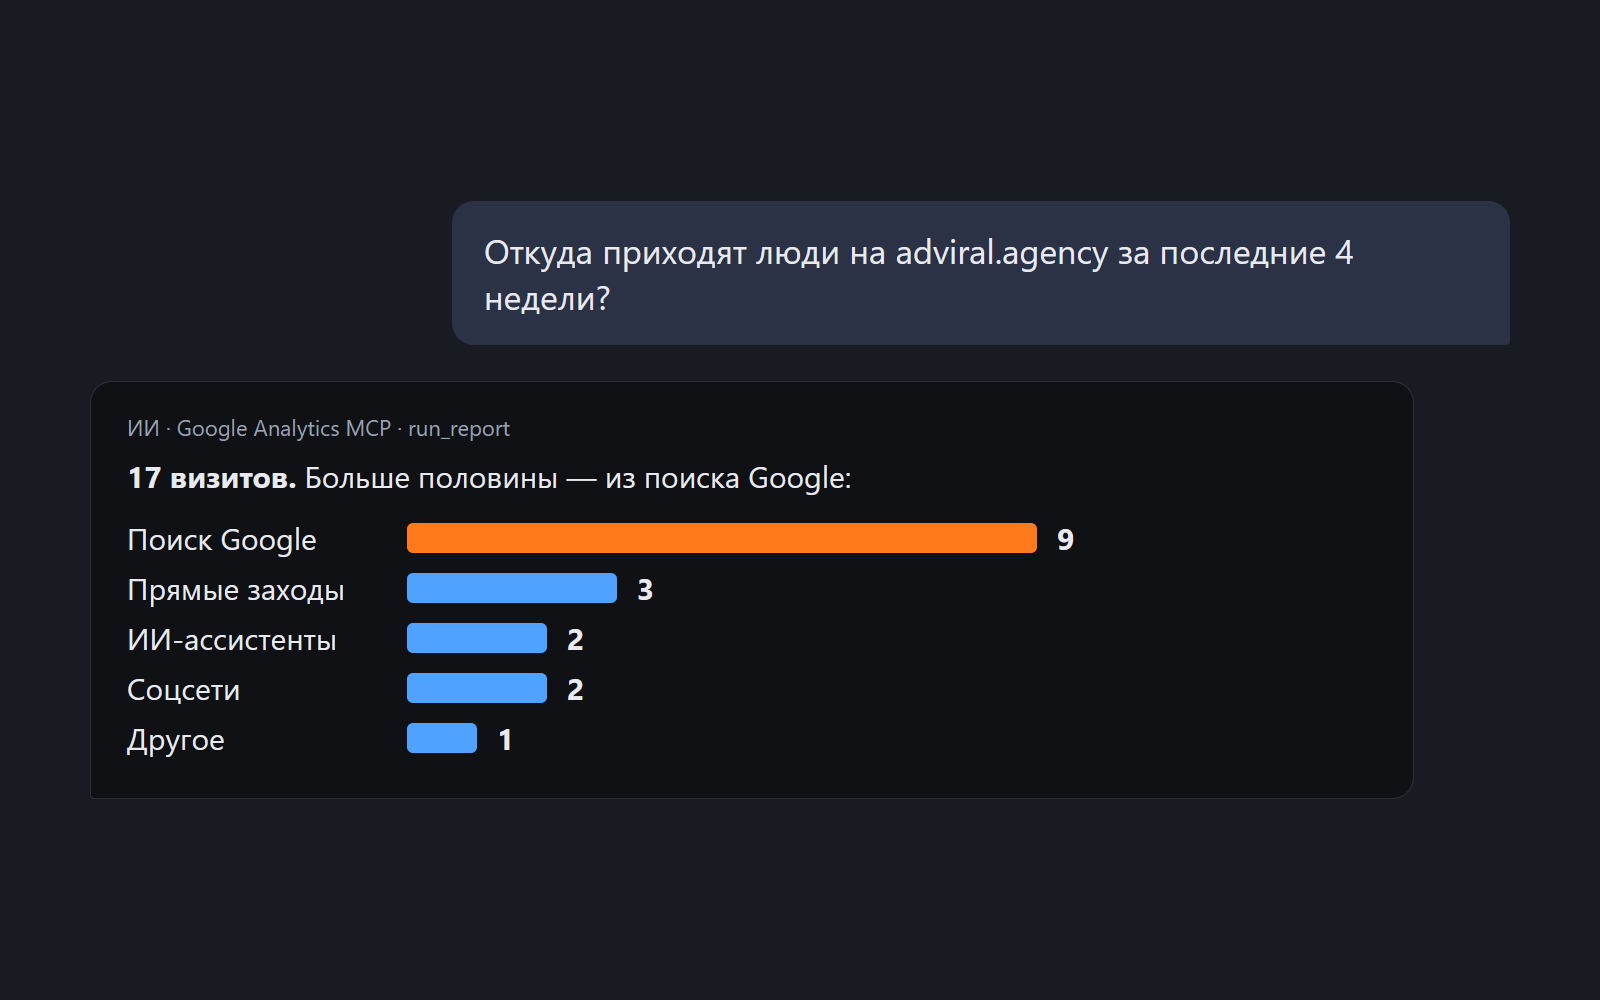 Откуда приходят люди на adviral.agency за последние 4
недели?
ИИ · Google Analytics MCP · run_report
17 визитов. Больше половины — из поиска Google:
Поиск Google 9
Прямые заходы 3
ИИ-ассистенты 2
Соцсети 2
Другое 1